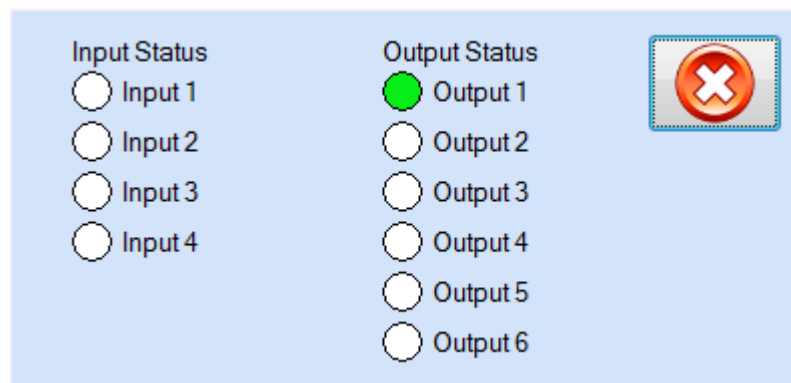 Input Status
Input 1
Input 2
Input 3
Input 4
Output Status
Output 1
Output 2
Output 3
Output 4
Output 5
Output 6